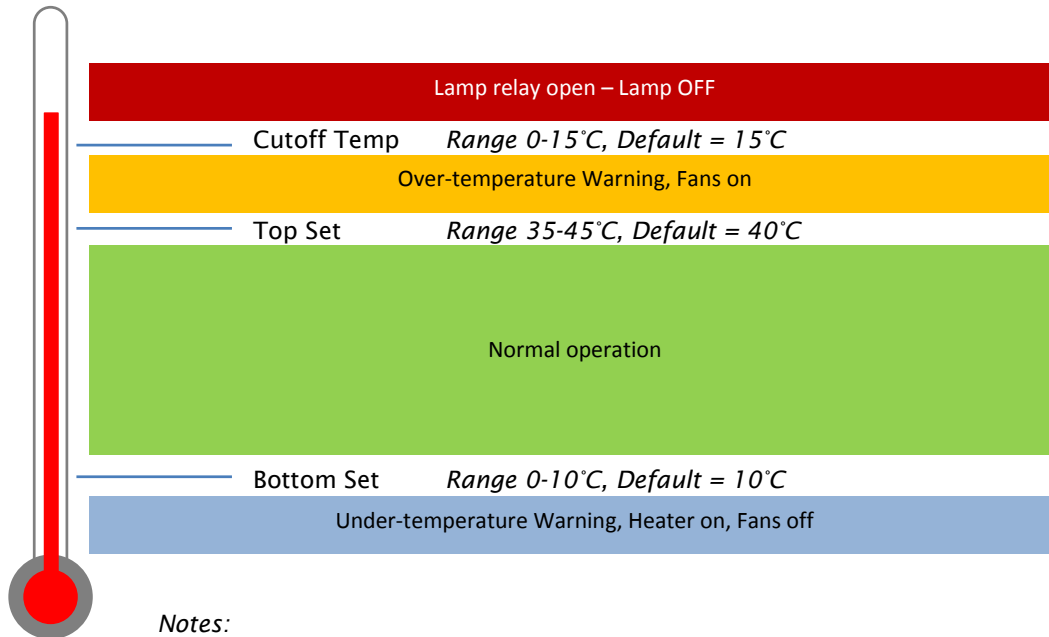 Lamp relay open – Lamp OFF
Cutoff Temp Range 0-15°C, Default = 15°C
Over-temperature Warning, Fans on
Top Set Range 35-45°C, Default = 40°C
Normal operation
Bottom Set Range 0-10°C, Default = 10°C
Under-temperature Warning, Heater on, Fans off
Notes: